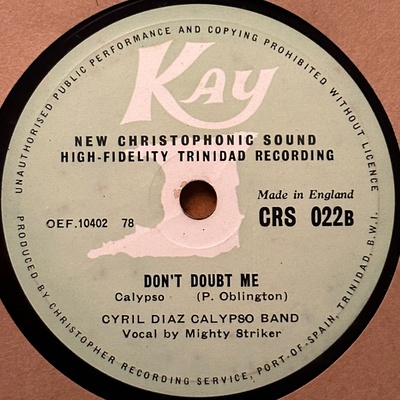 UNAUTHORISED PUBLIC PERFORMANCE AND COPYING PROHIBITED WITHOUT LICENCE
KAY
NEW CHRISTOPHONIC SOUND
HIGH-FIDELITY TRINIDAD RECORDING
Made in England
OEF.10402 78
CRS 022B
DON'T DOUBT ME
Calypso (P. Oblington)
CYRIL DIAZ CALYPSO BAND
Vocal by Mighty Striker
PRODUCED BY CHRISTOPHER RECORDING SERVICE, PORT-OF-SPAIN, TRINIDAD, B.W.I.